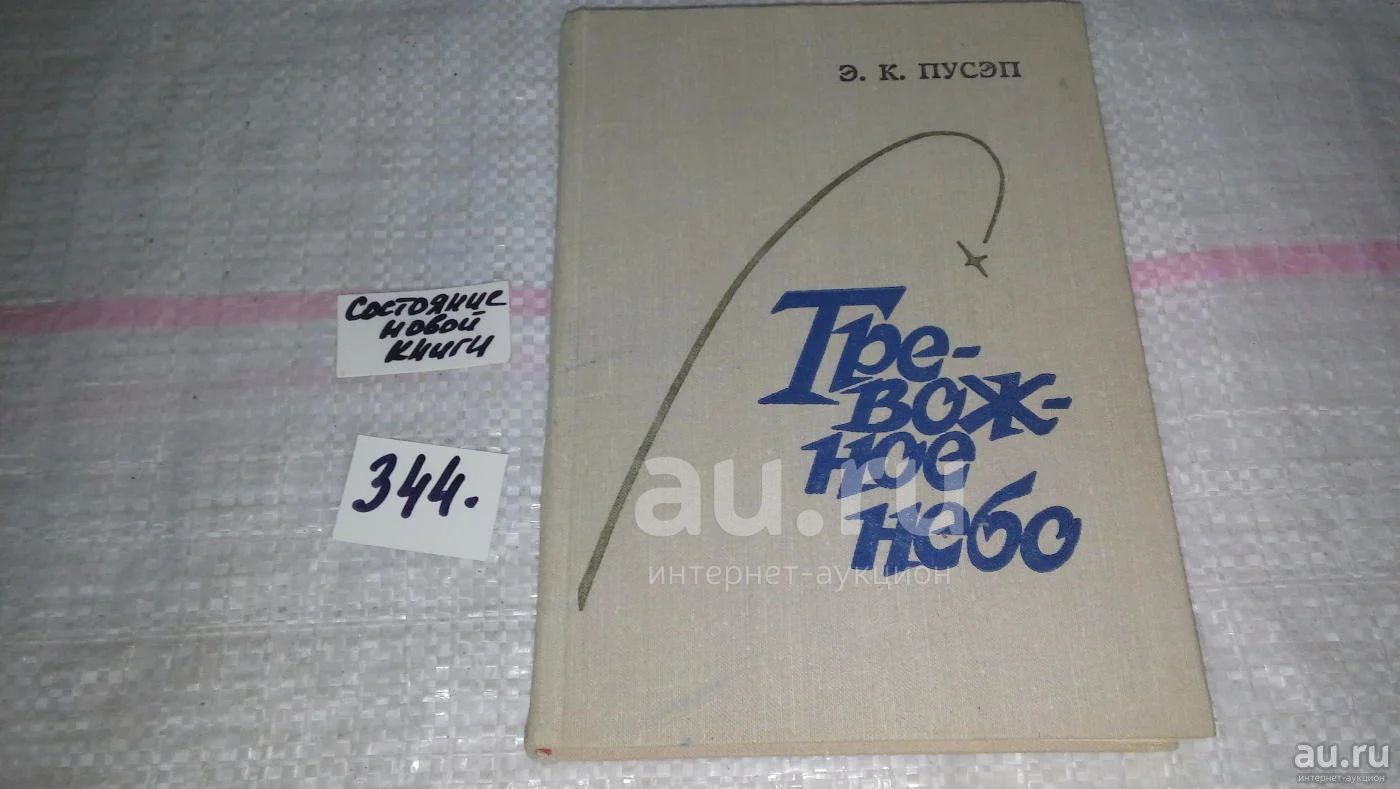 Э. К. ПУСЭП
Тре-
вож-
ное
небо
Состояние
новой
книги
344.
au.ru
интернет-аукцион
au.ru
интернет-аукцион